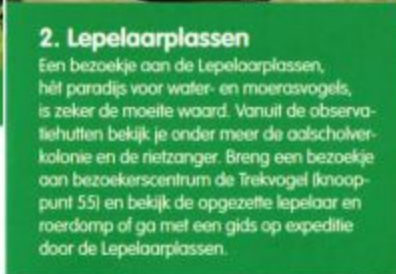 2. Lepelaarplassen
Een bezoekje aan de Lepelaarplassen,
hét paradijs voor water- en moerasvogels,
is zeker de moeite waard. Vanuit de observa-
tiehutten bekijk je onder meer de aalscholver-
kolonie en de rietzanger. Breng een bezoekje
aan bezoekerscentrum de Trekvogel (knoop-
punt 55) en bekijk de opgezette lepelaar en
roerdomp of ga met een gids op expeditie
door de Lepelaarplassen.